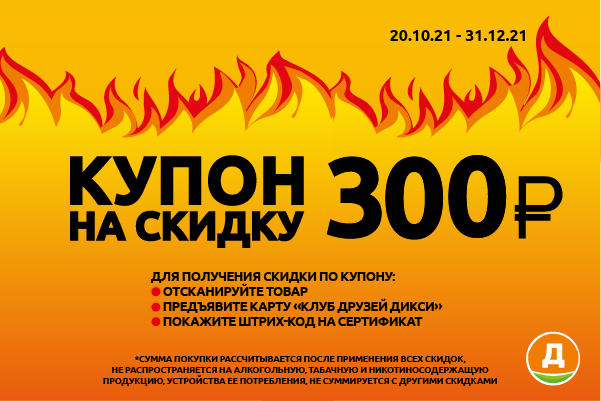 20.10.21 - 31.12.21
КУПОН
НА СКИДКУ
300₽
ДЛЯ ПОЛУЧЕНИЯ СКИДКИ ПО КУПОНУ:
ОТСКАНИРУЙТЕ ТОВАР
ПРЕДЪЯВИТЕ КАРТУ «КЛУБ ДРУЗЕЙ ДИКСИ»
ПОКАЖИТЕ ШТРИХ-КОД НА СЕРТИФИКАТ
*СУММА ПОКУПКИ РАССЧИТЫВАЕТСЯ ПОСЛЕ ПРИМЕНЕНИЯ ВСЕХ СКИДОК,
НЕ РАСПРОСТРАНЯЕТСЯ НА АЛКОГОЛЬНУЮ, ТАБАЧНУЮ И НИКОТИНОСОДЕРЖАЩУЮ
ПРОДУКЦИЮ, УСТРОЙСТВА ЕЕ ПОТРЕБЛЕНИЯ, НЕ СУММИРУЕТСЯ С ДРУГИМИ СКИДКАМИ
Д